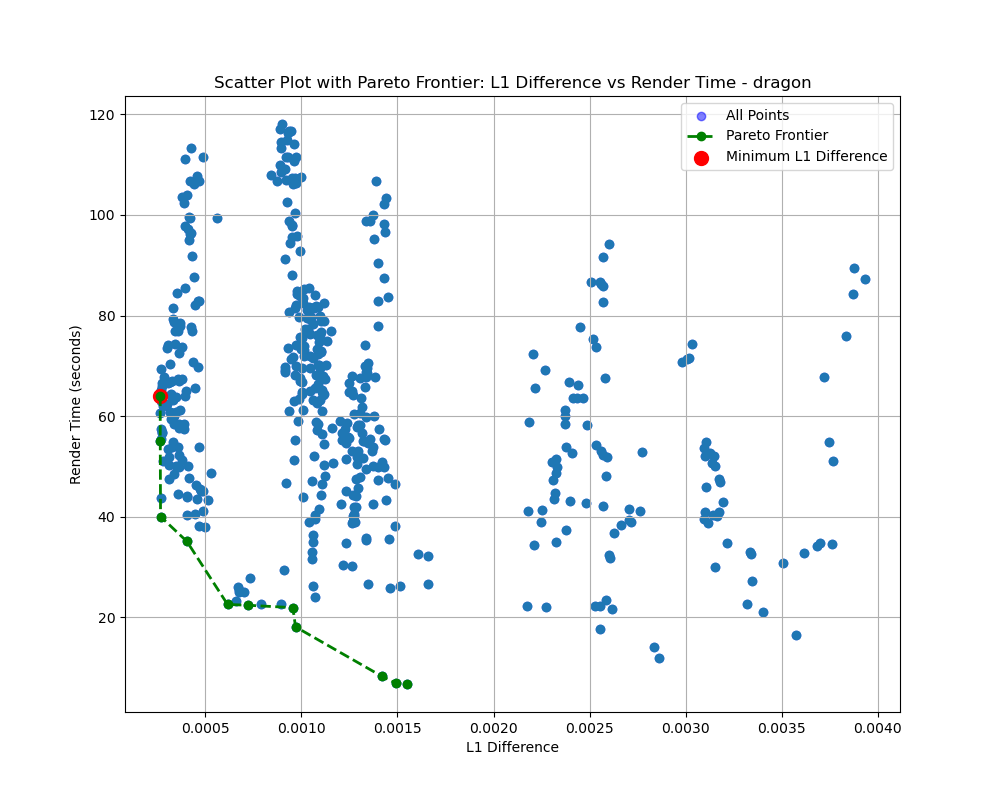 Scatter Plot with Pareto Frontier: L1 Difference vs Render Time - dragon
All Points
Pareto Frontier
Minimum L1 Difference
120
100
80
60
40
20
Render Time (seconds)
0.0005 0.0010 0.0015 0.0020 0.0025 0.0030 0.0035 0.0040
L1 Difference